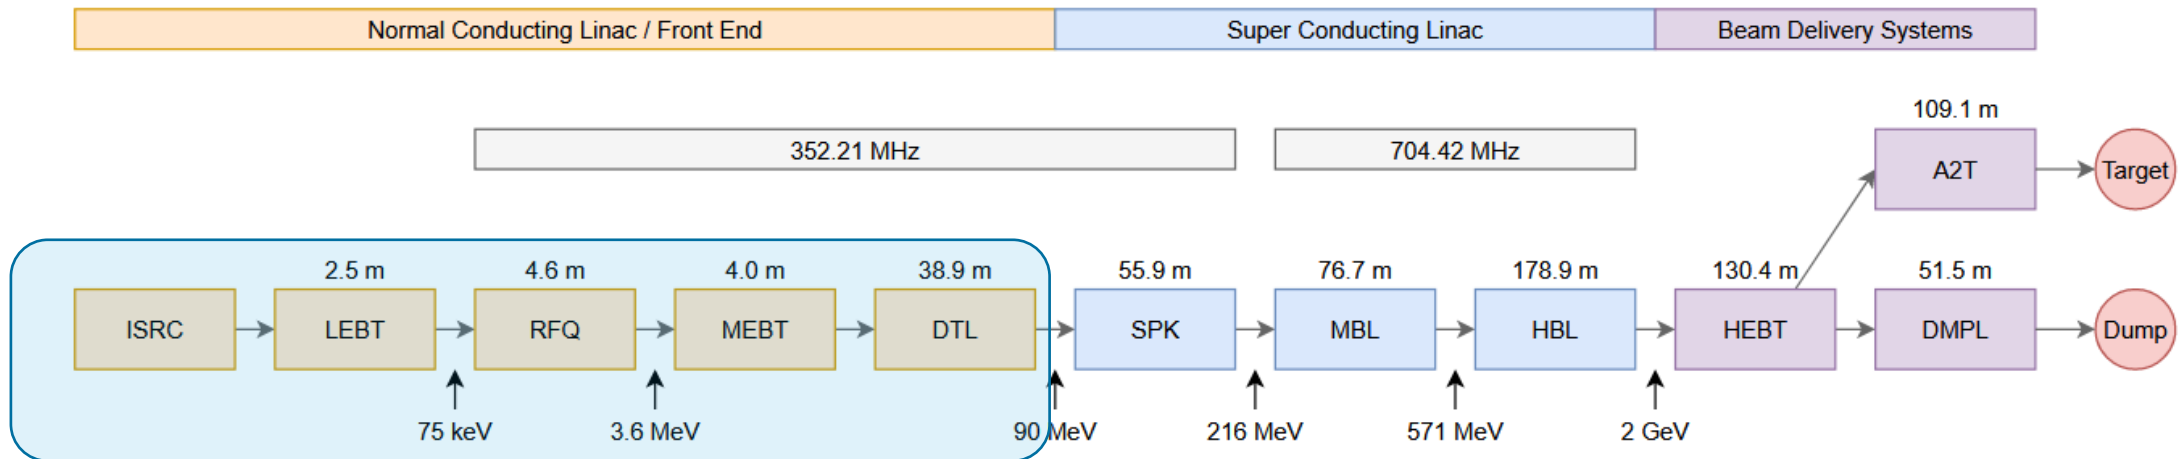 Normal Conducting Linac / Front End
Super Conducting Linac
Beam Delivery Systems
352.21 MHz
704.42 MHz
109.1 m
A2T
Target
2.5 m
4.6 m
4.0 m
38.9 m
55.9 m
76.7 m
178.9 m
130.4 m
51.5 m
ISRC
LEBT
RFQ
MEBT
DTL
SPK
MBL
HBL
HEBT
DMPL
Dump
75 keV
3.6 MeV
90 MeV
216 MeV
571 MeV
2 GeV